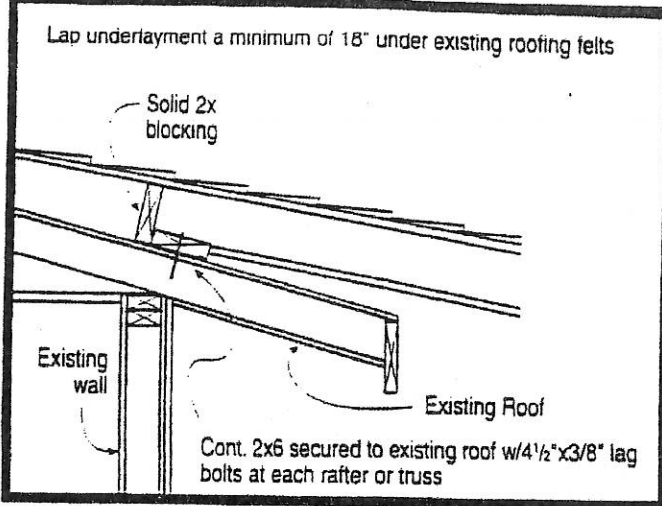 Lap underlayment a minimum of 18" under existing roofing felts
Solid 2x
blocking
Existing
wall
Existing Roof
Cont. 2x6 secured to existing roof w/4½"x3/8" lag
bolts at each rafter or truss